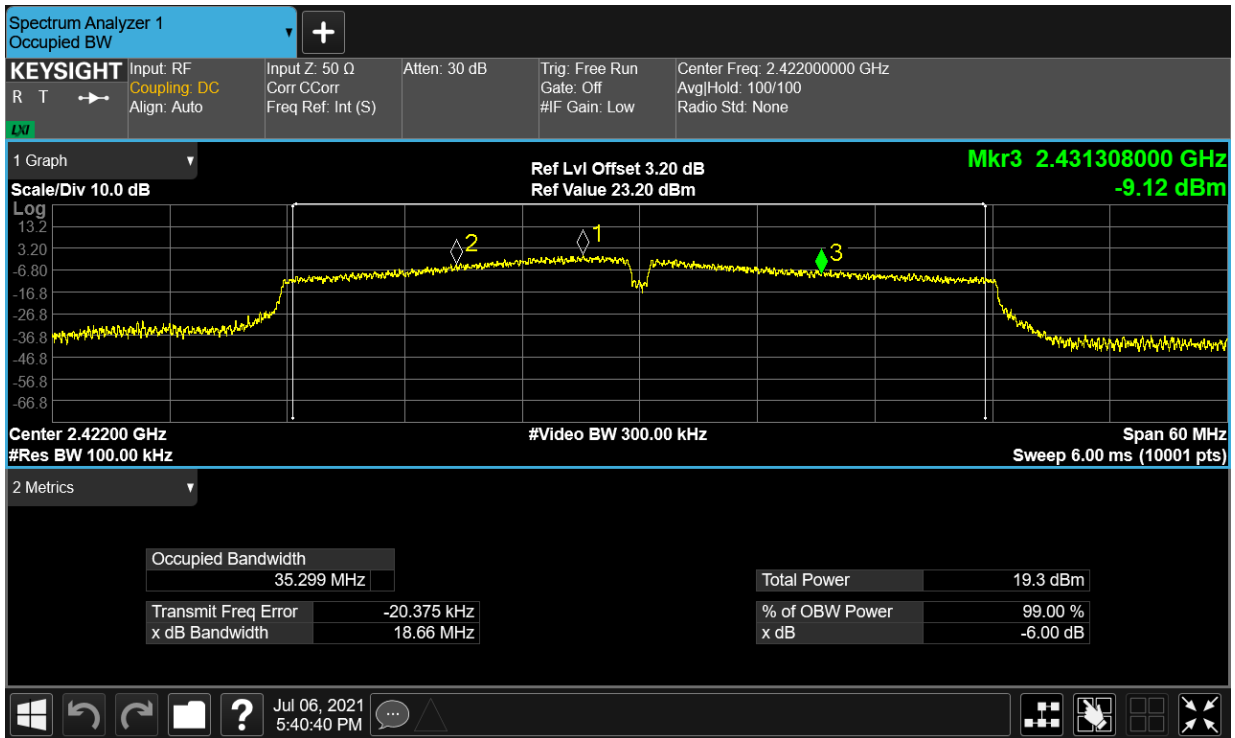 Spectrum Analyzer 1
Occupied BW
+
KEYSIGHT
R T
LXI
Input: RF
Coupling: DC
Align: Auto
Input Z: 50 Ω
Corr CCorr
Freq Ref: Int (S)
Atten: 30 dB
Trig: Free Run
Gate: Off
#IF Gain: Low
Center Freq: 2.422000000 GHz
Avg|Hold: 100/100
Radio Std: None
1 Graph
Scale/Div 10.0 dB
Ref Lvl Offset 3.20 dB
Ref Value 23.20 dBm
Mkr3 2.431308000 GHz
-9.12 dBm
Log
13.2
3.20
-6.80
-16.8
-26.8
-36.8
-46.8
-56.8
-66.8
2
1
3
Center 2.42200 GHz
#Res BW 100.00 kHz
#Video BW 300.00 kHz
Span 60 MHz
Sweep 6.00 ms (10001 pts)
2 Metrics
Occupied Bandwidth
35.299 MHz
Transmit Freq Error -20.375 kHz
x dB Bandwidth 18.66 MHz
Total Power 19.3 dBm
% of OBW Power 99.00 %
x dB -6.00 dB
?
Jul 06, 2021
5:40:40 PM